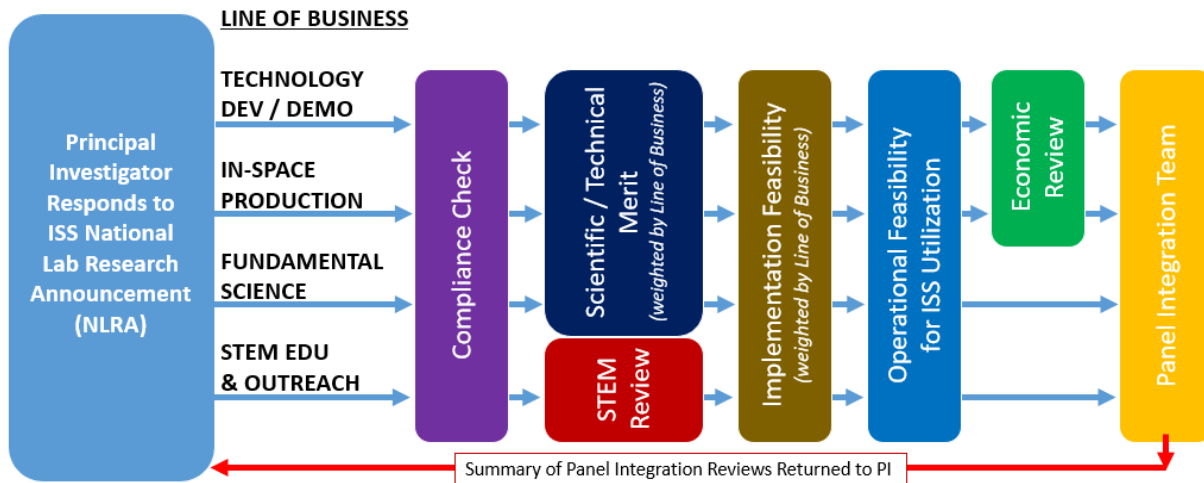 LINE OF BUSINESS
Principal
Investigator
Responds to
ISS National
Lab Research
Announcement
(NLRA)
TECHNOLOGY
DEV / DEMO
IN-SPACE
PRODUCTION
FUNDAMENTAL
SCIENCE
STEM EDU
& OUTREACH
Compliance Check
Scientific / Technical
Merit
(weighted by Line of Business)
STEM
Review
Implementation Feasibility
(weighted by Line of Business)
Operational Feasibility
for ISS Utilization
Economic
Review
Panel Integration Team
Summary of Panel Integration Reviews Returned to PI